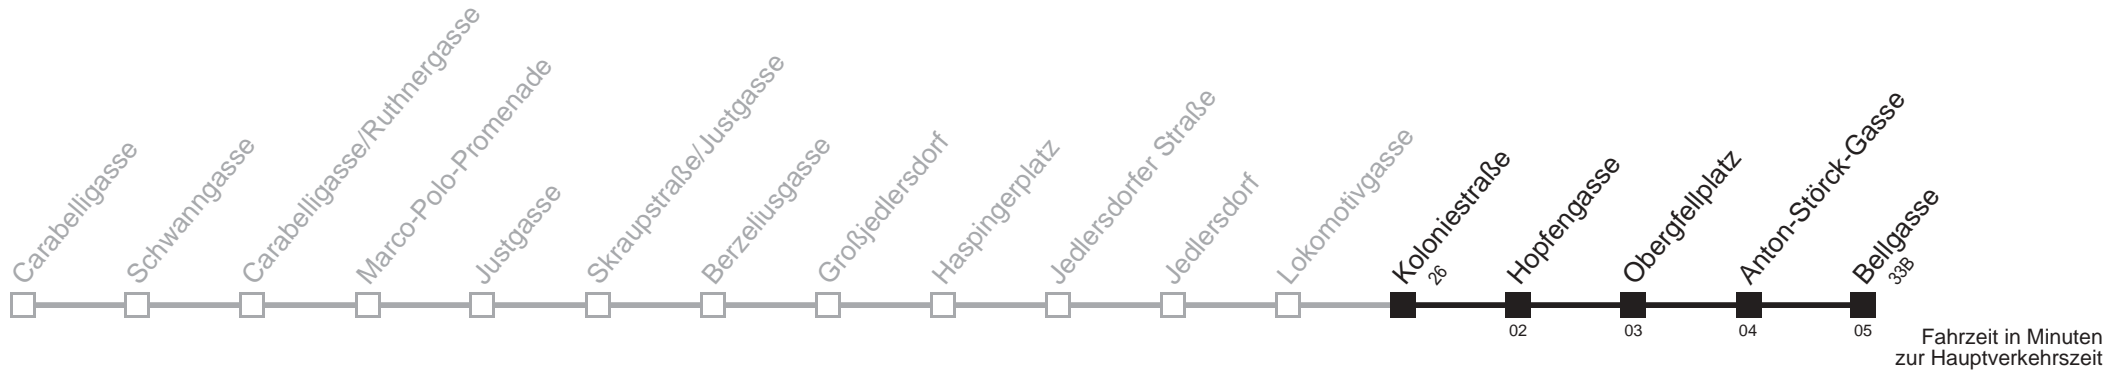 Carabelligasse
Schwanngasse
Carabelligasse/Ruthnergasse
Marco-Polo-Promenade
Justgasse
Skraupstraße/Justgasse
Berzeliusgasse
Großjedlersdorf
Haspingerplatz
Jedlersdorfer Straße
Jedlersdorf
Lokomotivgasse
Koloniestraße
26
Hopfengasse
Obergfellplatz
Anton-Störck-Gasse
Bellgasse
33B
02
03
04
05
Fahrzeit in Minuten
zur Hauptverkehrszeit